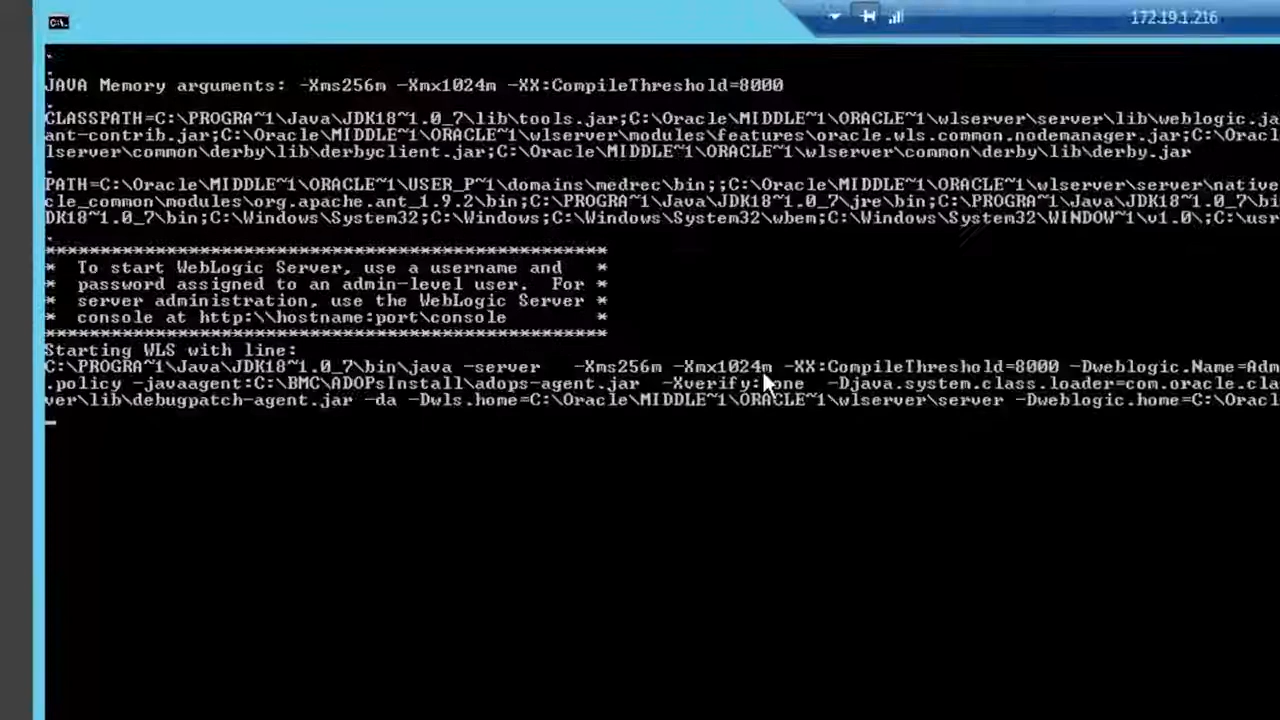 172.19.1.216
JAVA Memory arguments: -Xms256m -Xmx1024m -XX:CompileThreshold=8000
.
CLASSPATH=C:\PROGRA~1\Java\JDK18~1.0_7\lib\tools.jar;C:\Oracle\MIDDLE~1\ORACLE~1\wlserver\server\lib\weblogic.ja
ant-contrib.jar;C:\Oracle\MIDDLE~1\ORACLE~1\wlserver\modules\features\oracle.wls.common.nodemanager.jar;C:\Oracl
lserver\common\derby\lib\derbyclient.jar;C:\Oracle\MIDDLE~1\ORACLE~1\wlserver\common\derby\lib\derby.jar
.
PATH=C:\Oracle\MIDDLE~1\ORACLE~1\USER_P~1\domains\medrec\bin;;C:\Oracle\MIDDLE~1\ORACLE~1\wlserver\server\native
cle_common\modules\org.apache.ant_1.9.2\bin;C:\PROGRA~1\Java\JDK18~1.0_7\jre\bin;C:\PROGRA~1\Java\JDK18~1.0_7\bi
DK18~1.0_7\bin;C:\Windows\System32;C:\Windows;C:\Windows\System32\wbem;C:\Windows\System32\WINDOW~1\v1.0\;C:\usr
.
***************************************************
*  To start WebLogic Server, use a username and   *
*  password assigned to an admin-level user.  For *
*  server administration, use the WebLogic Server *
*  console at http:\\hostname:port\console        *
***************************************************
Starting WLS with line:
C:\PROGRA~1\Java\JDK18~1.0_7\bin\java -server   -Xms256m -Xmx1024m -XX:CompileThreshold=8000 -Dweblogic.Name=Adm
.policy -javaagent:C:\BMC\ADOPsInstall\adops-agent.jar  -Xverify:none  -Djava.system.class.loader=com.oracle.cla
ver\lib\debugpatch-agent.jar -da -Dwls.home=C:\Oracle\MIDDLE~1\ORACLE~1\wlserver\server -Dweblogic.home=C:\Oracl